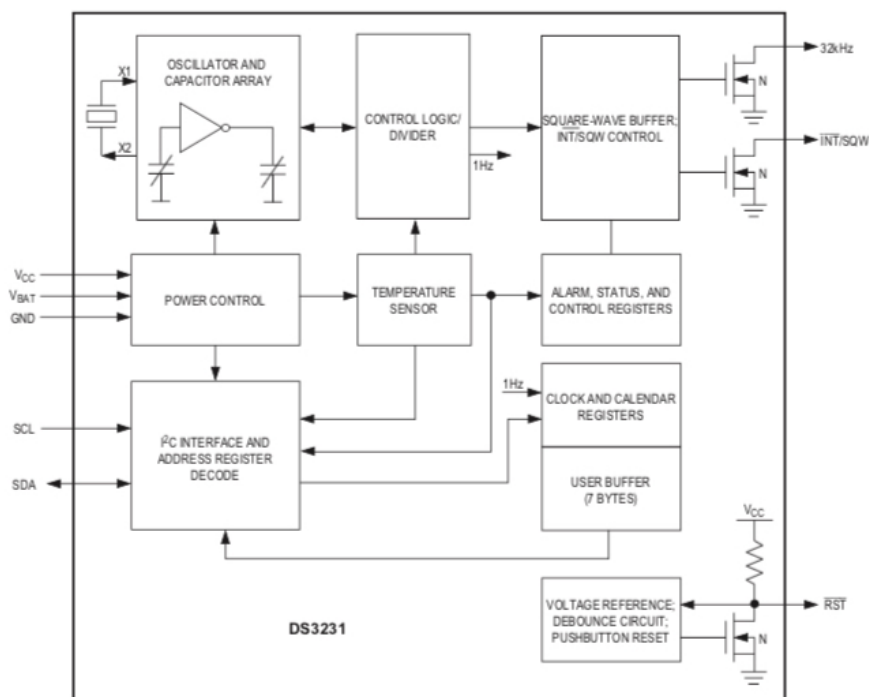 X1
X2
OSCILLATOR AND
CAPACITOR ARRAY
CONTROL LOGIC/
DIVIDER
1Hz
SQUARE-WAVE BUFFER;
INT/SQW CONTROL
N
32kHz
N
INT/SQW
VCC
VBAT
GND
POWER CONTROL
TEMPERATURE
SENSOR
ALARM, STATUS, AND
CONTROL REGISTERS
SCL
SDA
I2C INTERFACE AND
ADDRESS REGISTER
DECODE
1Hz
CLOCK AND CALENDAR
REGISTERS
USER BUFFER
(7 BYTES)
VCC
VOLTAGE REFERENCE;
DEBOUNCE CIRCUIT;
PUSHBUTTON RESET
N
RST
DS3231